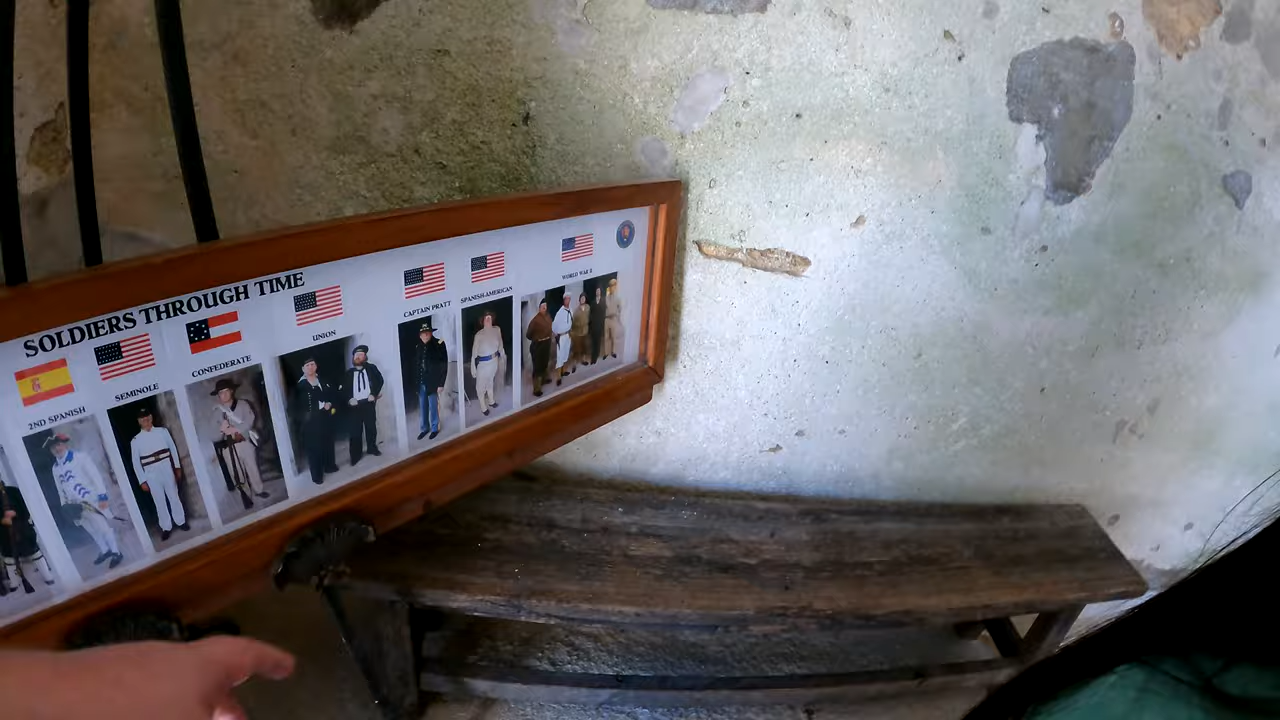 SOLDIERS THROUGH TIME
2ND SPANISH
SEMINOLE
CONFEDERATE
UNION
CAPTAIN PRATT
SPANISH-AMERICAN
WORLD WAR II